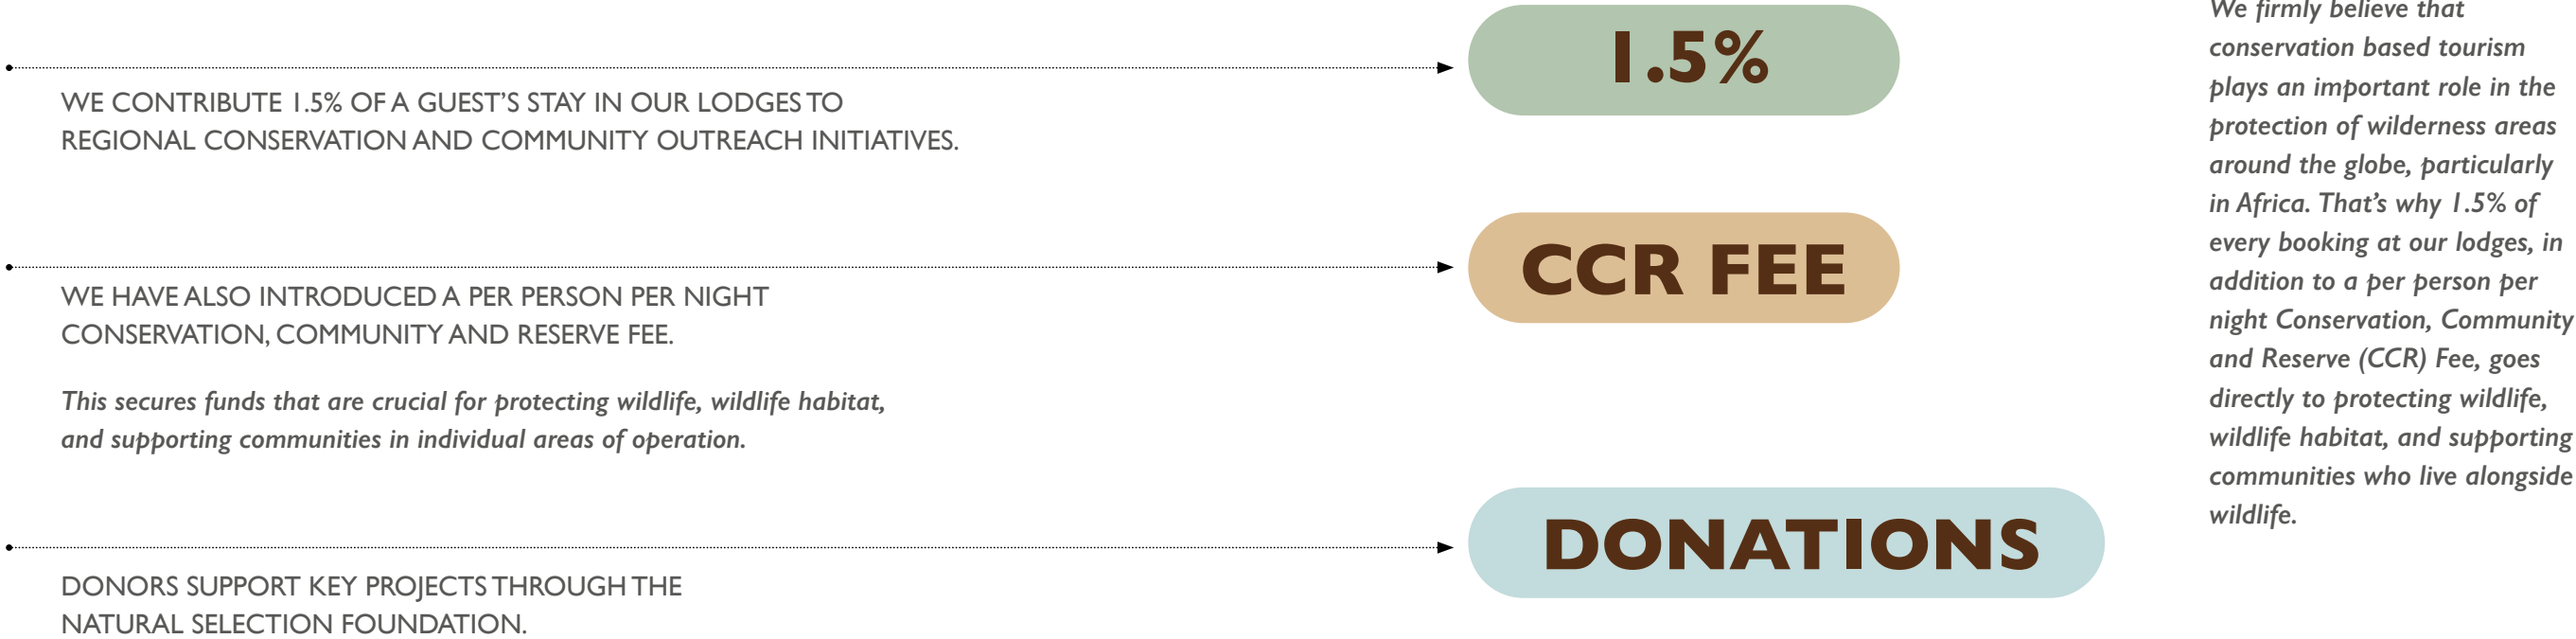 1.5%
WE CONTRIBUTE 1.5% OF A GUEST'S STAY IN OUR LODGES TO
REGIONAL CONSERVATION AND COMMUNITY OUTREACH INITIATIVES.
CCR FEE
WE HAVE ALSO INTRODUCED A PER PERSON PER NIGHT
CONSERVATION, COMMUNITY AND RESERVE FEE.
This secures funds that are crucial for protecting wildlife, wildlife habitat,
and supporting communities in individual areas of operation.
DONATIONS
DONORS SUPPORT KEY PROJECTS THROUGH THE
NATURAL SELECTION FOUNDATION.
We firmly believe that
conservation based tourism
plays an important role in the
protection of wilderness areas
around the globe, particularly
in Africa. That's why 1.5% of
every booking at our lodges, in
addition to a per person per
night Conservation, Community
and Reserve (CCR) Fee, goes
directly to protecting wildlife,
wildlife habitat, and supporting
communities who live alongside
wildlife.